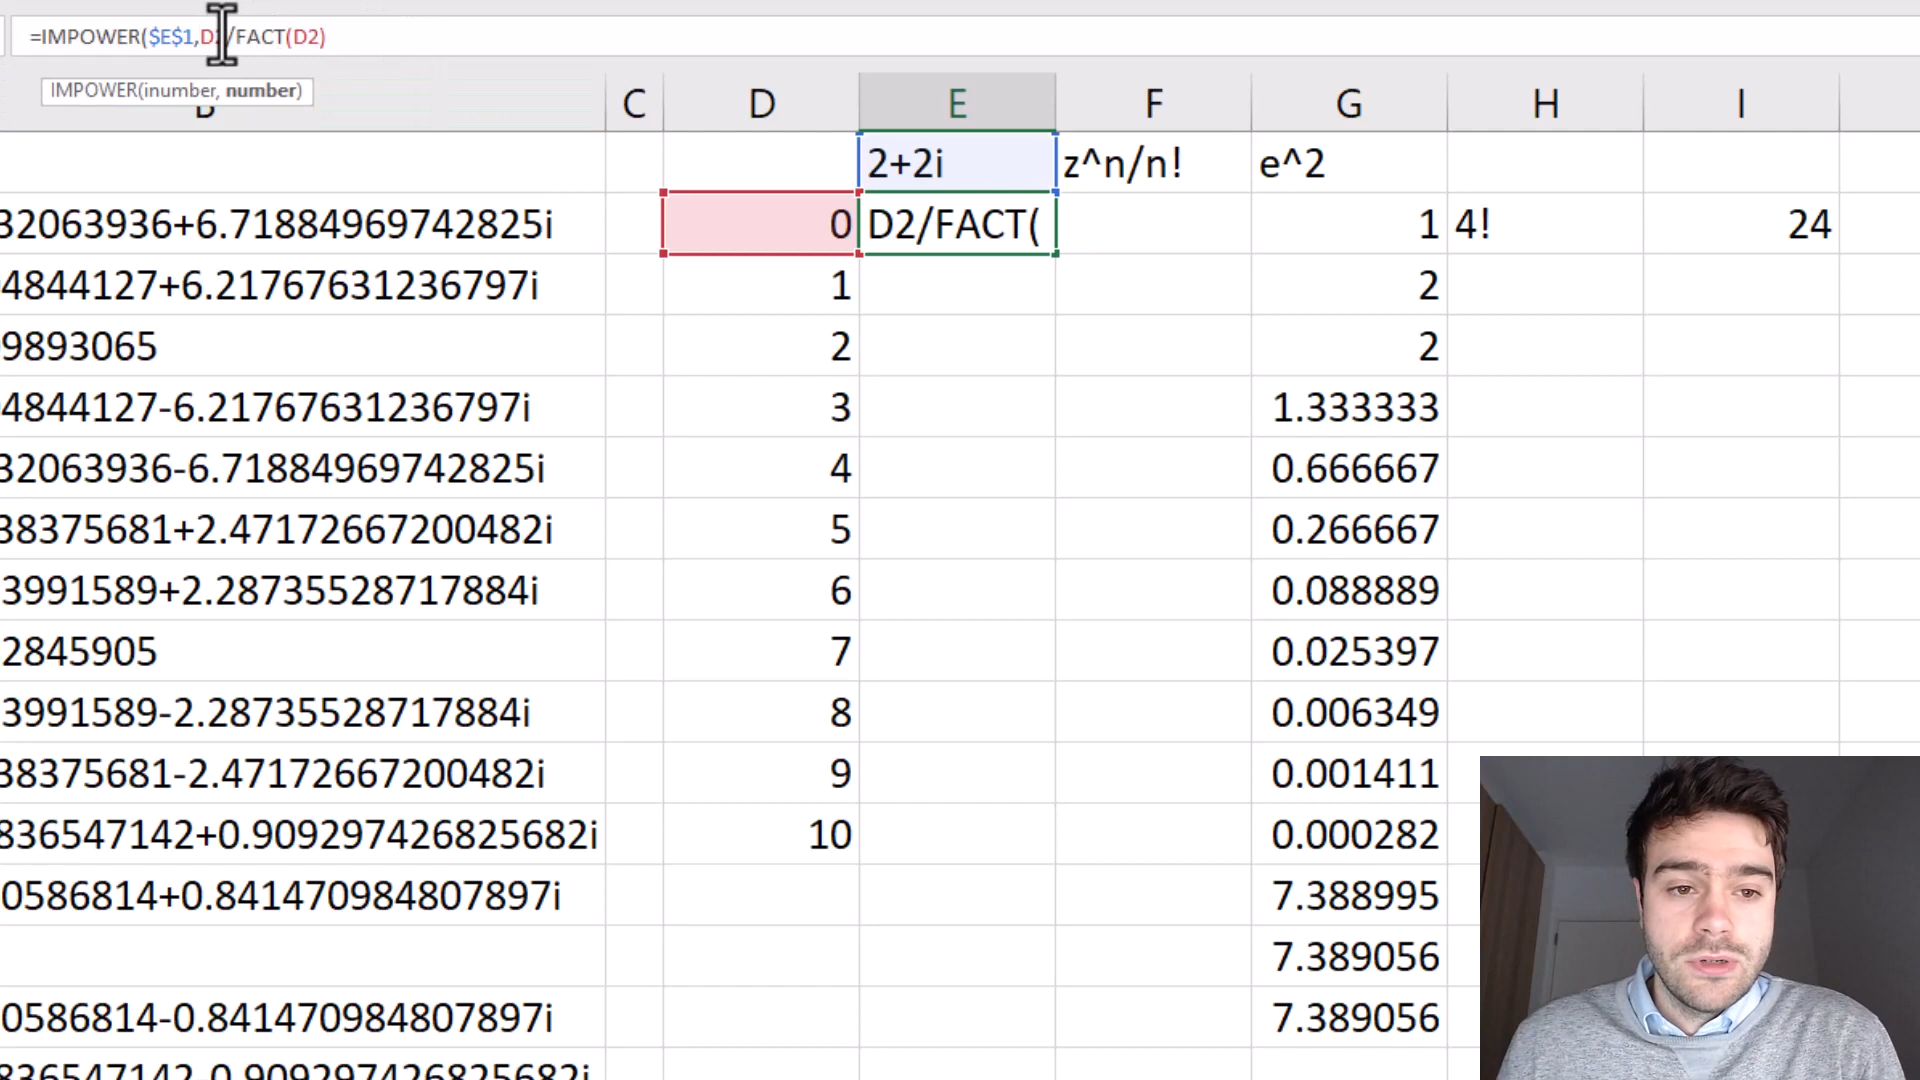 =IMPOWER($E$1,D2/FACT(D2)
IMPOWER(inumber, number)
B C D E F G H I
2+2i z^n/n! e^2
32063936+6.71884969742825i 0 D2/FACT( 1 4! 24
4844127+6.21767631236797i 1 2
9893065 2 2
4844127-6.21767631236797i 3 1.333333
32063936-6.71884969742825i 4 0.666667
38375681+2.47172667200482i 5 0.266667
3991589+2.28735528717884i 6 0.088889
2845905 7 0.025397
3991589-2.28735528717884i 8 0.006349
38375681-2.47172667200482i 9 0.001411
836547142+0.909297426825682i 10 0.000282
0586814+0.841470984807897i 7.388995
7.389056
0586814-0.841470984807897i 7.389056
836547142-0.909297426825682i